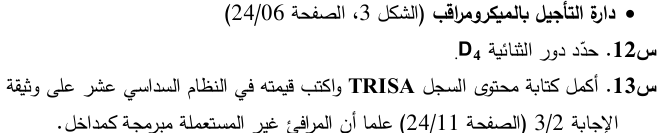 • دارة التأجيل بالميكرومراقب (الشكل 3، الصفحة 24/06)
س12. حدّد دور الثنائية D4.
س13. أكمل كتابة محتوى السجل TRISA واكتب قيمته في النظام السداسي عشر على وثيقة
الإجابة 3/2 (الصفحة 24/11) علما أن المرافئ غير المستعملة مبرمجة كمداخل.